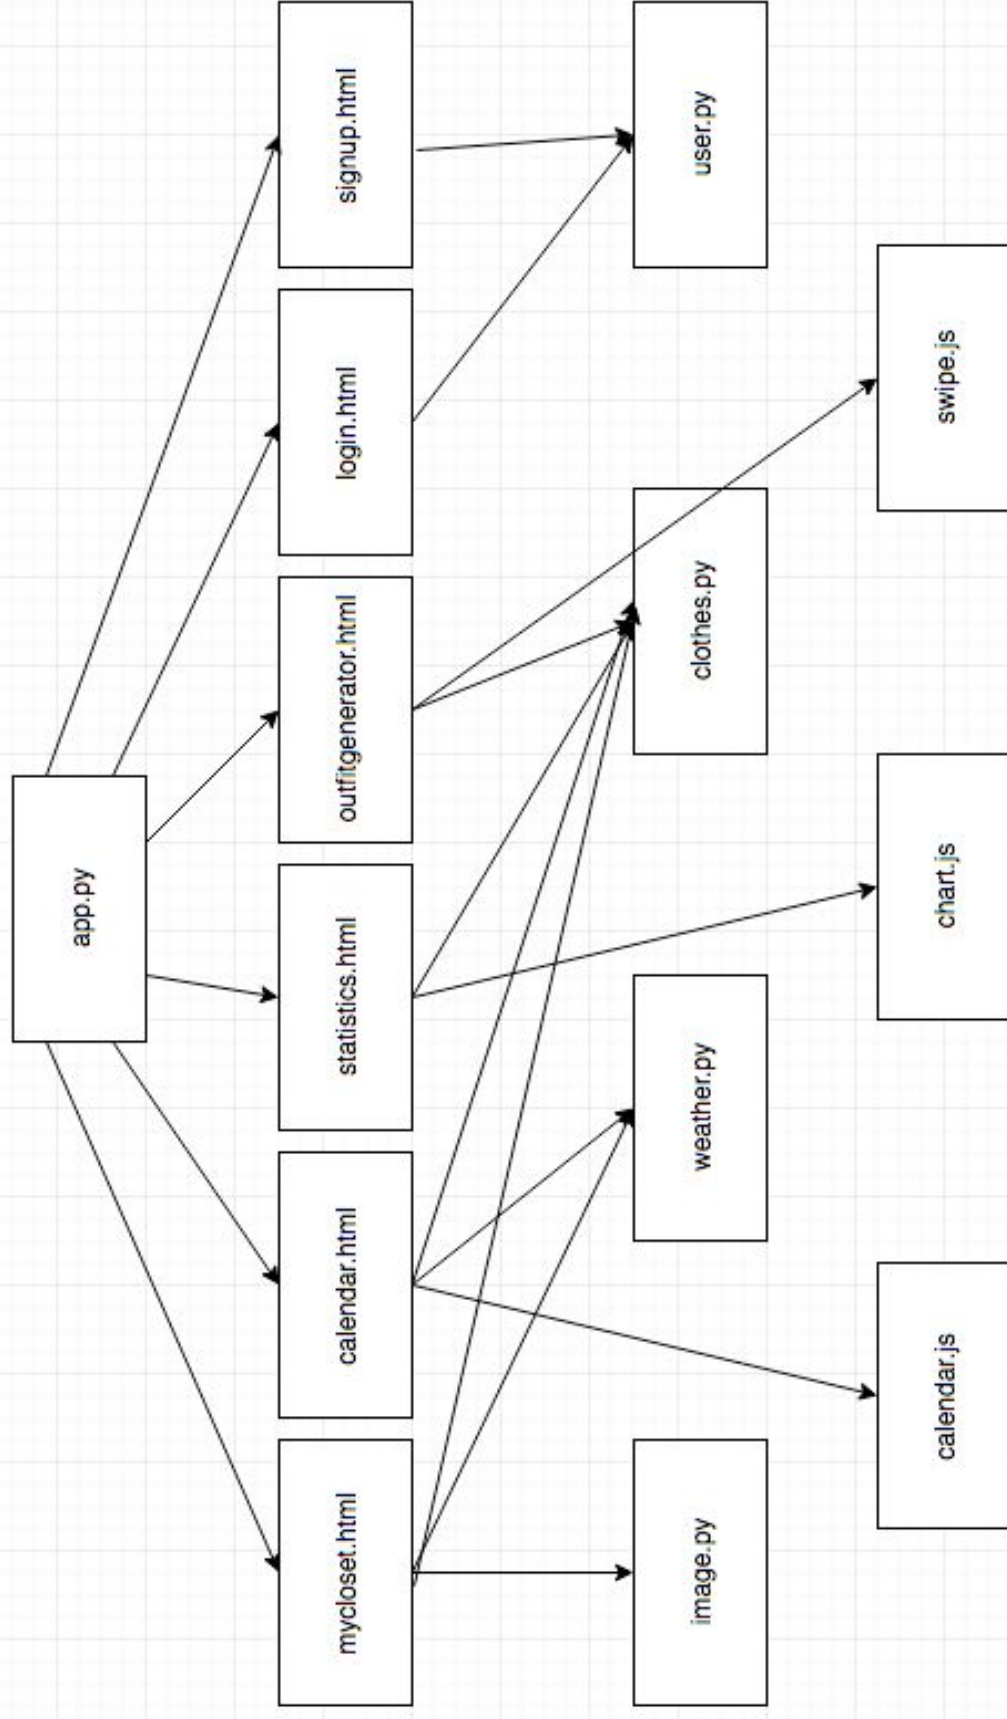 app.py
mycloset.html
calendar.html
statistics.html
outfitgenerator.html
login.html
signup.html
image.py
weather.py
clothes.py
user.py
calendar.js
chart.js
swipe.js